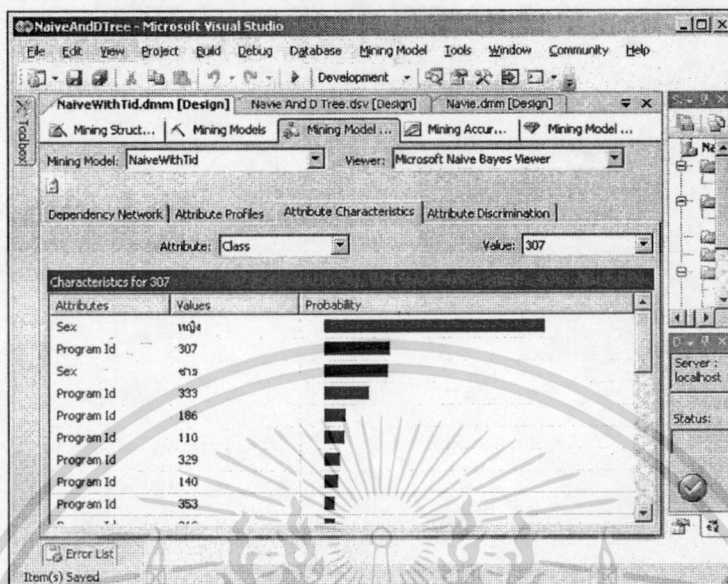 NaiveAndDTree - Microsoft Visual Studio
File Edit View Project Build Debug Database Mining Model Tools Window Community Help
Development
Toolbox
NaiveWithTid.dmm [Design] Navie And D Tree.dsv [Design] Navie.dmm [Design]
Mining Struct... Mining Models Mining Model ... Mining Accur... Mining Model ...
Mining Model: NaiveWithTid Viewer: Microsoft Naive Bayes Viewer
Dependency Network Attribute Profiles Attribute Characteristics Attribute Discrimination
Attribute: Class Value: 307
Characteristics for 307
Attributes Values Probability
Sex หญิง
Program Id 307
Sex ชาย
Program Id 333
Program Id 186
Program Id 110
Program Id 329
Program Id 140
Program Id 353
Server :
localhost
Status:
Error List
Item(s) Saved